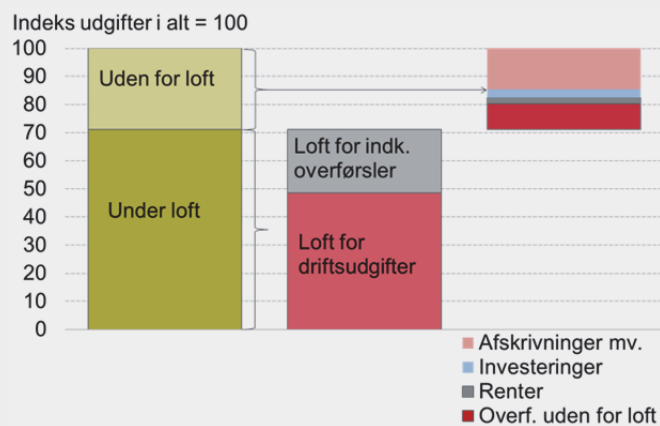 Indeks udgifter i alt = 100
100
90
80
70
60
50
40
30
20
10
0
Uden for loft
Under loft
Loft for indk.
overførsler
Loft for
driftsudgifter
Afskrivninger mv.
Investeringer
Renter
Overf. uden for loft